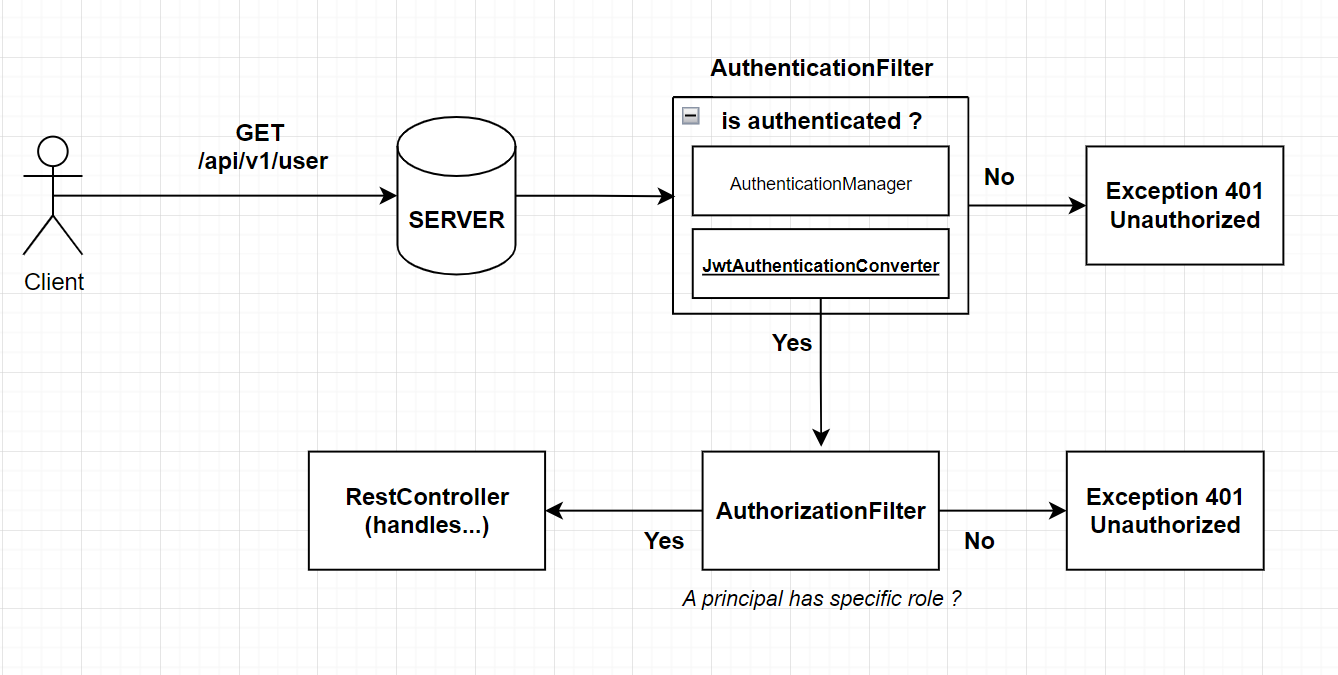 AuthenticationFilter
GET
/api/v1/user
is authenticated ?
AuthenticationManager
JwtAuthenticationConverter
SERVER
Client
No
Exception 401
Unauthorized
Yes
RestController
(handles...)
Yes
AuthorizationFilter
No
Exception 401
Unauthorized
A principal has specific role ?